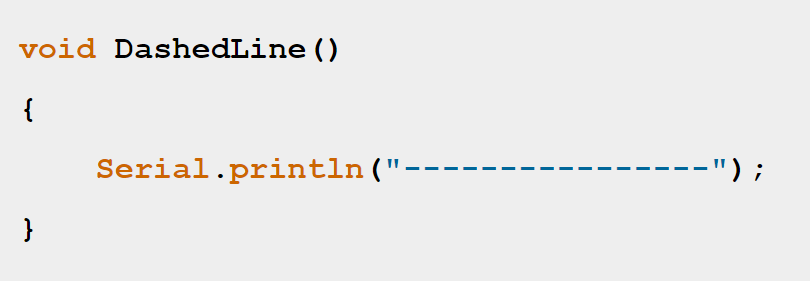 void DashedLine()
{
    Serial.println("----------------");
}